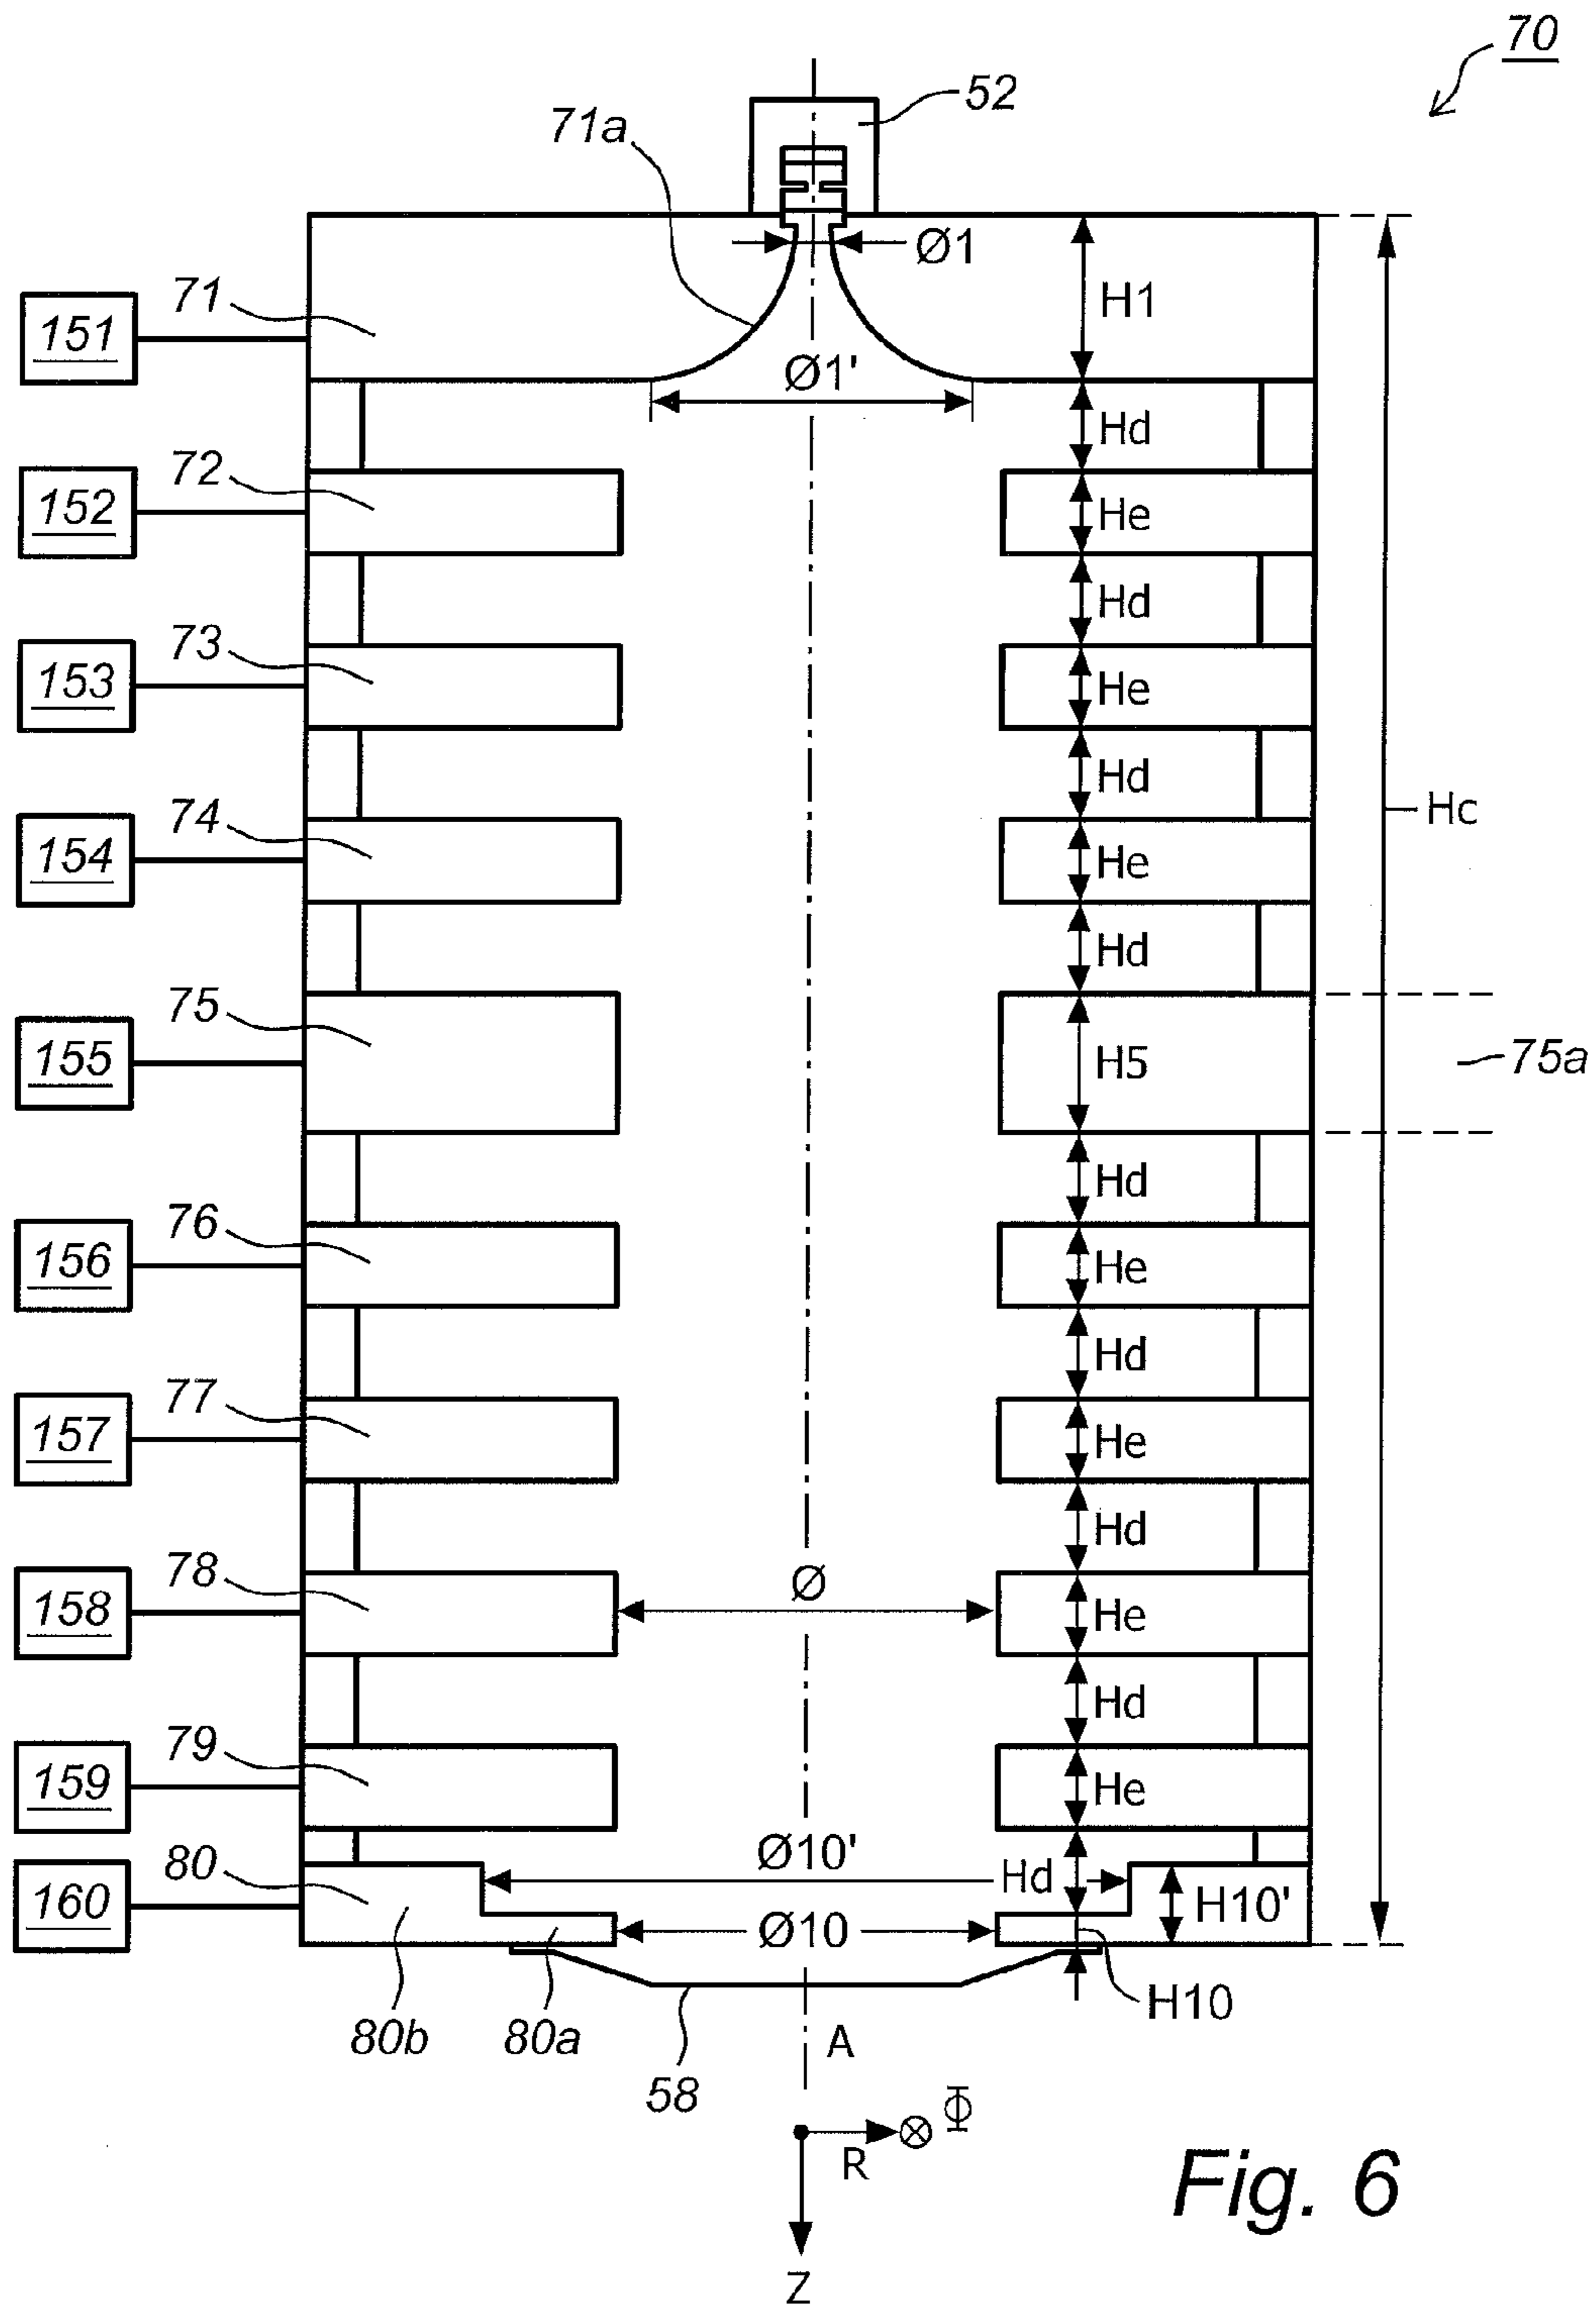 70
52
71a
Ø1
71
H1
151
Ø1'
Hd
72
152
He
Hd
73
153
He
Hd
74
154
He
Hc
Hd
75
155
H5
75a
Hd
76
156
He
Hd
77
157
He
Hd
78
158
Ø
He
Hd
79
159
He
80
Ø10'
Hd
160
H10'
Ø10
H10
80b
80a
A
58
Φ
R
Z
Fig. 6